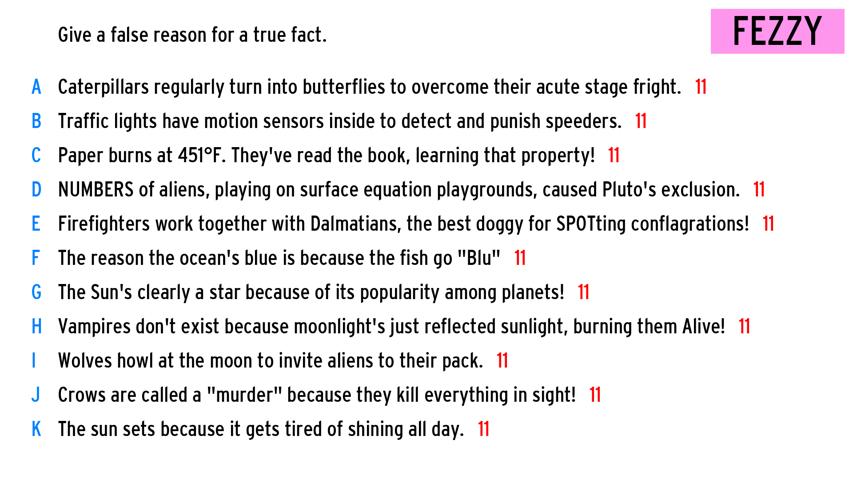 Give a false reason for a true fact.
FEZZY
A Caterpillars regularly turn into butterflies to overcome their acute stage fright. 11
B Traffic lights have motion sensors inside to detect and punish speeders. 11
C Paper burns at 451°F. They've read the book, learning that property! 11
D NUMBERS of aliens, playing on surface equation playgrounds, caused Pluto's exclusion. 11
E Firefighters work together with Dalmatians, the best doggy for SPOTting conflagrations! 11
F The reason the ocean's blue is because the fish go "Blu" 11
G The Sun's clearly a star because of its popularity among planets! 11
H Vampires don't exist because moonlight's just reflected sunlight, burning them Alive! 11
I Wolves howl at the moon to invite aliens to their pack. 11
J Crows are called a "murder" because they kill everything in sight! 11
K The sun sets because it gets tired of shining all day. 11